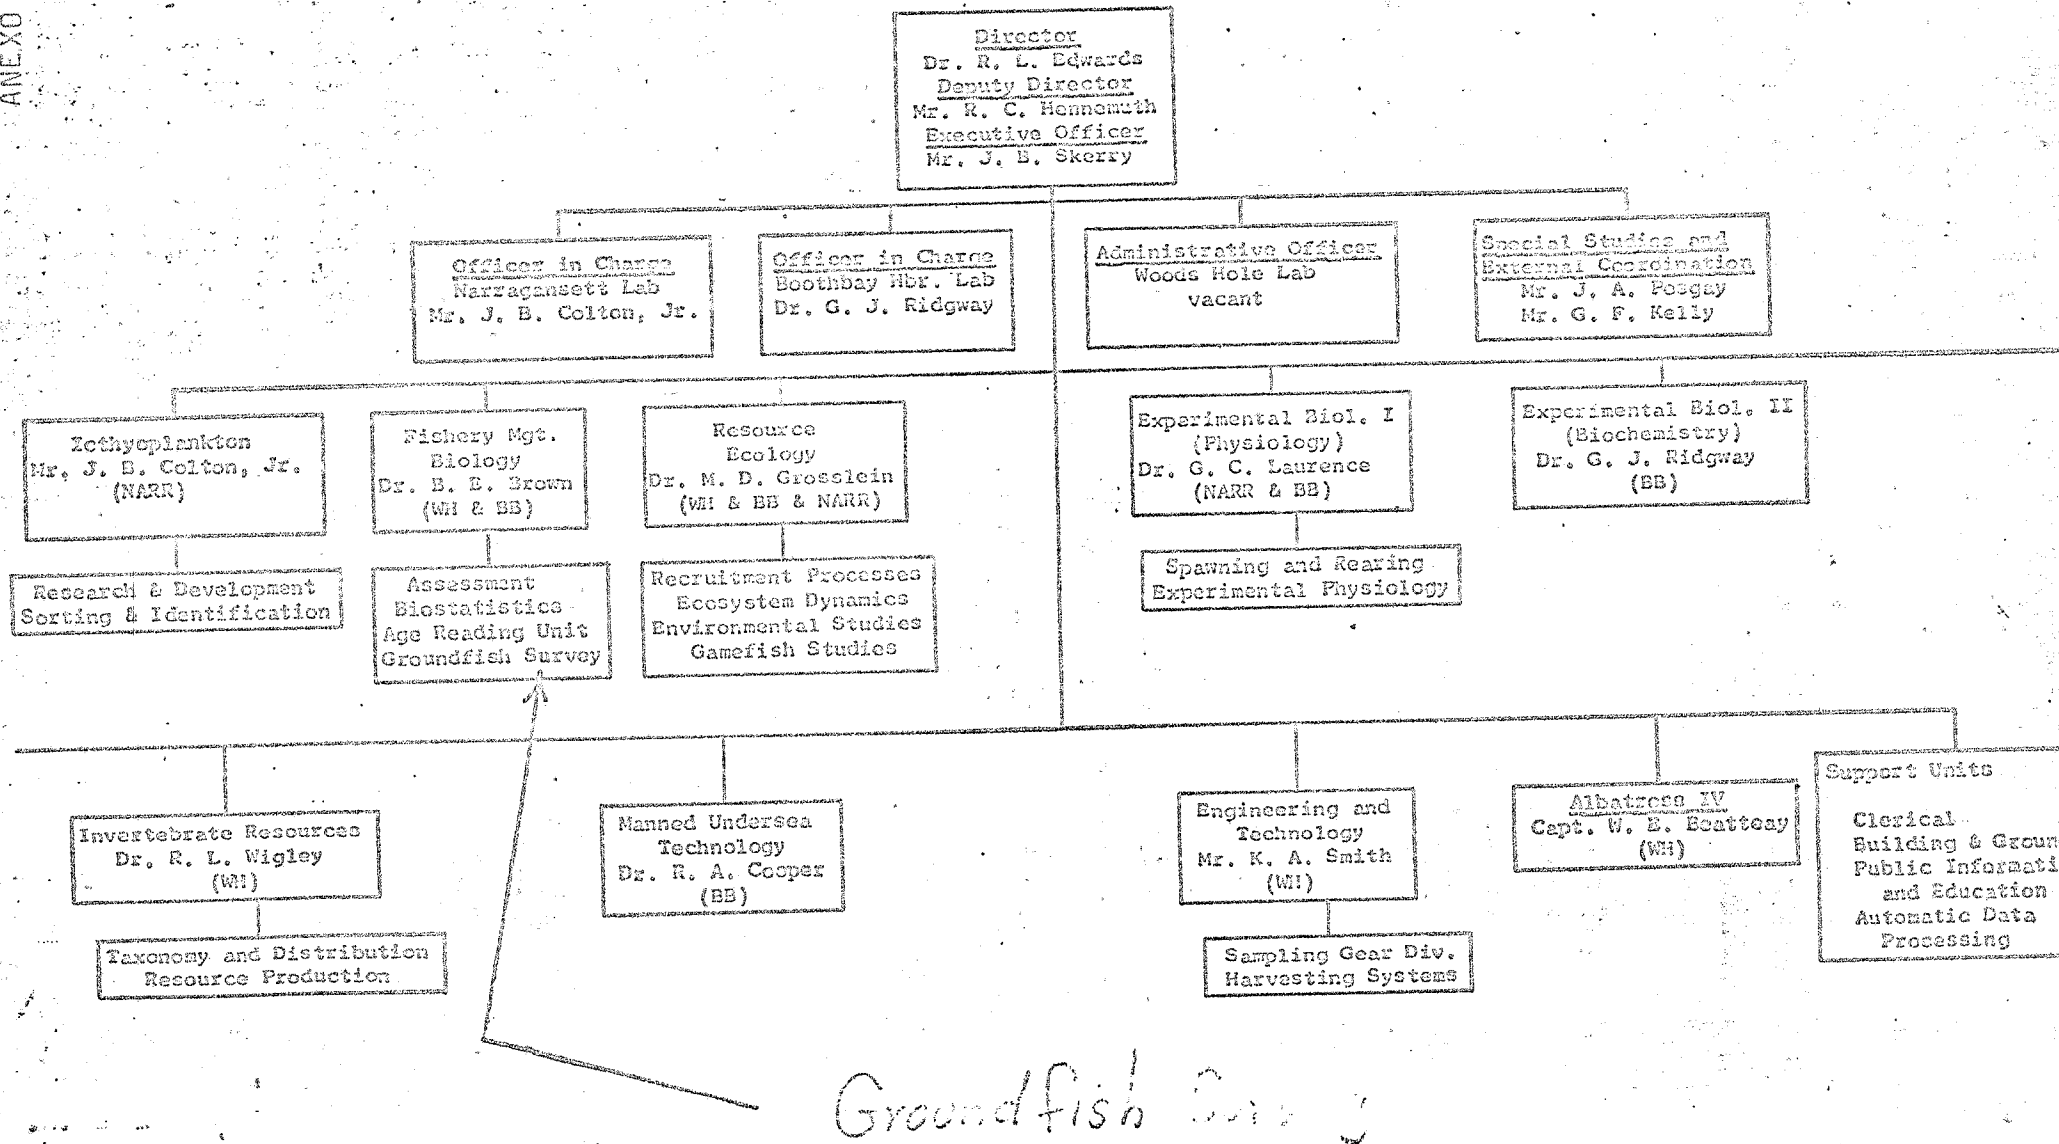 ANEXO
Director
Dr. R. L. Edwards
Deputy Director
Mr. R. C. Hennemuth
Executive Officer
Mr. J. B. Skerry
Officer in Charge
Narragansett Lab
Mr. J. B. Colton, Jr.
Officer in Charge
Boothbay Hbr. Lab
Dr. G. J. Ridgway
Administrative Officer
Woods Hole Lab
vacant
Special Studies and
External Coordination
Mr. J. A. Posgay
Mr. G. F. Kelly
Icthyoplankton
Mr. J. B. Colton, Jr.
(NARR)
Fishery Mgt.
Biology
Dr. B. E. Brown
(WH & BB)
Resource
Ecology
Dr. M. D. Grosslein
(WH & BB & NARR)
Experimental Biol. I
(Physiology)
Dr. G. C. Laurence
(NARR & BB)
Experimental Biol. II
(Biochemistry)
Dr. G. J. Ridgway
(BB)
Research & Development
Sorting & Identification
Assessment
Biostatistics
Age Reading Unit
Groundfish Survey
Recruitment Processes
Ecosystem Dynamics
Environmental Studies
Gamefish Studies
Spawning and Rearing
Experimental Physiology
Invertebrate Resources
Dr. R. L. Wigley
(WH)
Manned Undersea
Technology
Dr. R. A. Cooper
(BB)
Engineering and
Technology
Mr. K. A. Smith
(WH)
Albatross IV
Capt. W. E. Beatteay
(WH)
Support Units
Clerical
Building & Groun
Public Informati
and Education
Automatic Data
Processing
Taxonomy and Distribution
Resource Production
Sampling Gear Div.
Harvesting Systems
Groundfish